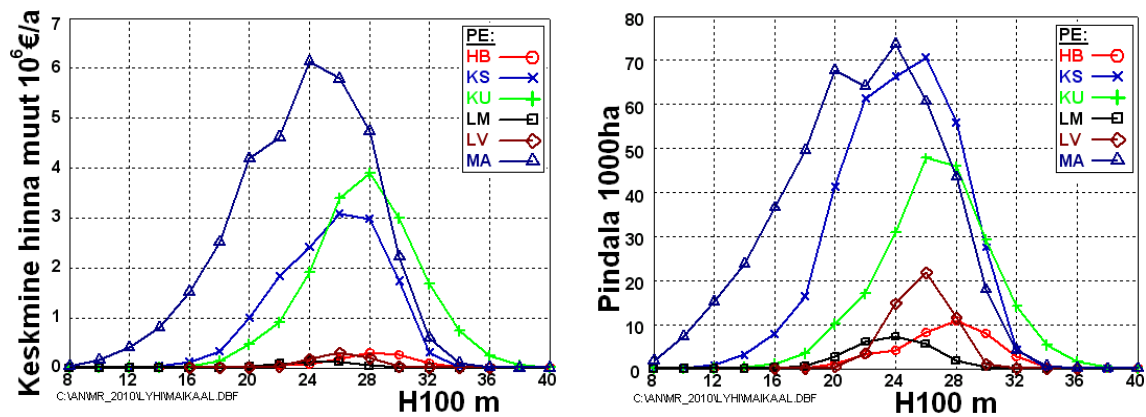 Keskmine hinna muut 10⁶€/a
7
6
5
4
3
2
1
0
PE:
HB
KS
KU
LM
LV
MA
8 12 16 20 24 28 32 36 40
C:\ANMR_2010\LYHI\MAIKAAL.DBF
H100 m
Pindala 1000ha
80
70
60
50
40
30
20
10
0
PE:
HB
KS
KU
LM
LV
MA
8 12 16 20 24 28 32 36 40
C:\ANMR_2010\LYHI\MAIKAAL.DBF
H100 m